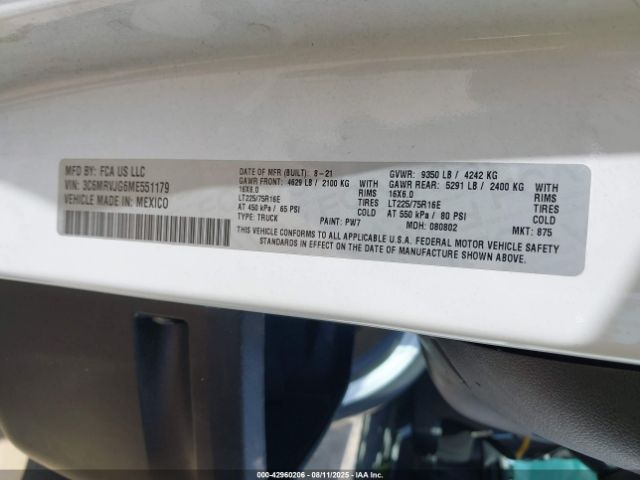 MFD BY: FCA US LLC
VIN: 3C6MRVJG6ME551179
VEHICLE MADE IN: MEXICO
DATE OF MFR (BUILT): 8-21
GAWR FRONT: 4629 LB / 2100 KG
16X6.0 RIMS
LT225/75R16E TIRES
AT 450 kPa / 65 PSI COLD
TYPE: TRUCK PAINT: PW7
GVWR: 9350 LB / 4242 KG
GAWR REAR: 5291 LB / 2400 KG
16X6.0 RIMS
LT225/75R16E TIRES
AT 550 kPa / 80 PSI COLD
MDH: 080802 MKT: 875
THIS VEHICLE CONFORMS TO ALL APPLICABLE U.S.A. FEDERAL MOTOR VEHICLE SAFETY
STANDARDS IN EFFECT ON THE DATE OF MANUFACTURE SHOWN ABOVE.
000-42960206 - 08/11/2025 - IAA Inc.